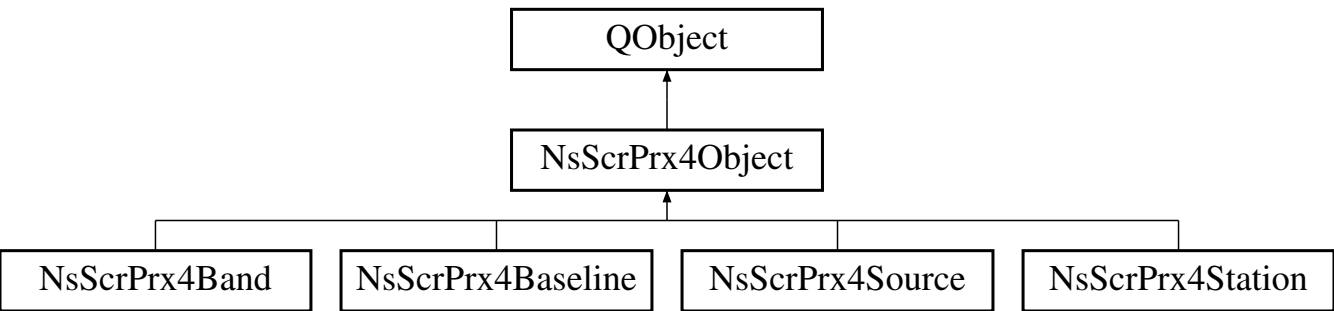 QObject
NsScrPrx4Object
NsScrPrx4Band
NsScrPrx4Baseline
NsScrPrx4Source
NsScrPrx4Station